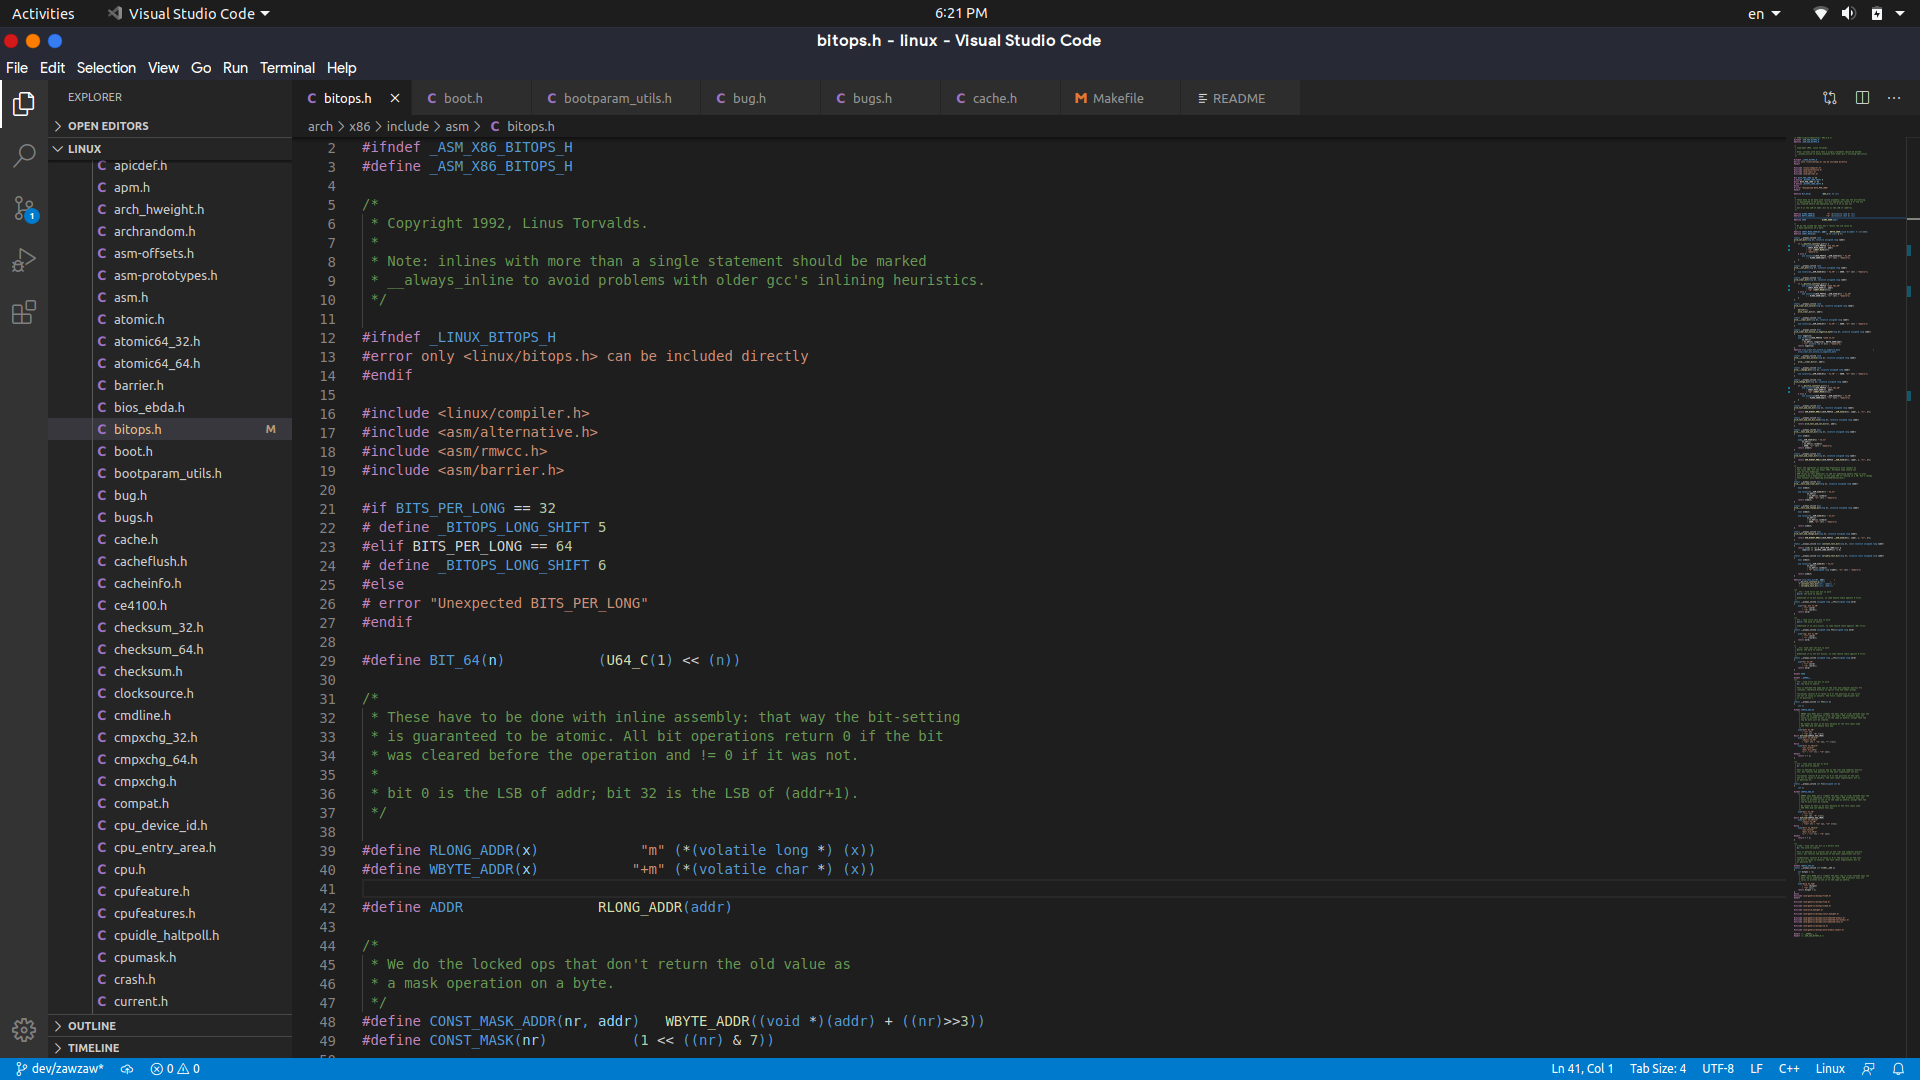 Activities
Visual Studio Code
6:21 PM
en
bitops.h - linux - Visual Studio Code
File Edit Selection View Go Run Terminal Help
EXPLORER
OPEN EDITORS
LINUX
apicdef.h
apm.h
arch_hweight.h
archrandom.h
asm-offsets.h
asm-prototypes.h
asm.h
atomic.h
atomic64_32.h
atomic64_64.h
barrier.h
bios_ebda.h
bitops.h M
boot.h
bootparam_utils.h
bug.h
bugs.h
cache.h
cacheflush.h
cacheinfo.h
ce4100.h
checksum_32.h
checksum_64.h
checksum.h
clocksource.h
cmdline.h
cmpxchg_32.h
cmpxchg_64.h
cmpxchg.h
compat.h
cpu_device_id.h
cpu_entry_area.h
cpu.h
cpufeature.h
cpufeatures.h
cpuidle_haltpoll.h
cpumask.h
crash.h
current.h
OUTLINE
TIMELINE
1
bitops.h boot.h bootparam_utils.h bug.h bugs.h cache.h Makefile README
arch > x86 > include > asm > C bitops.h
2 #ifndef _ASM_X86_BITOPS_H
3 #define _ASM_X86_BITOPS_H
4
5 /*
6 * Copyright 1992, Linus Torvalds.
7 *
8 * Note: inlines with more than a single statement should be marked
9 * __always_inline to avoid problems with older gcc's inlining heuristics.
10 */
11
12 #ifndef _LINUX_BITOPS_H
13 #error only <linux/bitops.h> can be included directly
14 #endif
15
16 #include <linux/compiler.h>
17 #include <asm/alternative.h>
18 #include <asm/rmwcc.h>
19 #include <asm/barrier.h>
20
21 #if BITS_PER_LONG == 32
22 # define _BITOPS_LONG_SHIFT 5
23 #elif BITS_PER_LONG == 64
24 # define _BITOPS_LONG_SHIFT 6
25 #else
26 # error "Unexpected BITS_PER_LONG"
27 #endif
28
29 #define BIT_64(n) (U64_C(1) << (n))
30
31 /*
32 * These have to be done with inline assembly: that way the bit-setting
33 * is guaranteed to be atomic. All bit operations return 0 if the bit
34 * was cleared before the operation and != 0 if it was not.
35 *
36 * bit 0 is the LSB of addr; bit 32 is the LSB of (addr+1).
37 */
38
39 #define RLONG_ADDR(x) "m" (*(volatile long *) (x))
40 #define WBYTE_ADDR(x) "+m" (*(volatile char *) (x))
41
42 #define ADDR RLONG_ADDR(addr)
43
44 /*
45 * We do the locked ops that don't return the old value as
46 * a mask operation on a byte.
47 */
48 #define CONST_MASK_ADDR(nr, addr) WBYTE_ADDR((void *)(addr) + ((nr)>>3))
49 #define CONST_MASK(nr) (1 << ((nr) & 7))
dev/zawzaw* 0 0
Ln 41, Col 1 Tab Size: 4 UTF-8 LF C++ Linux